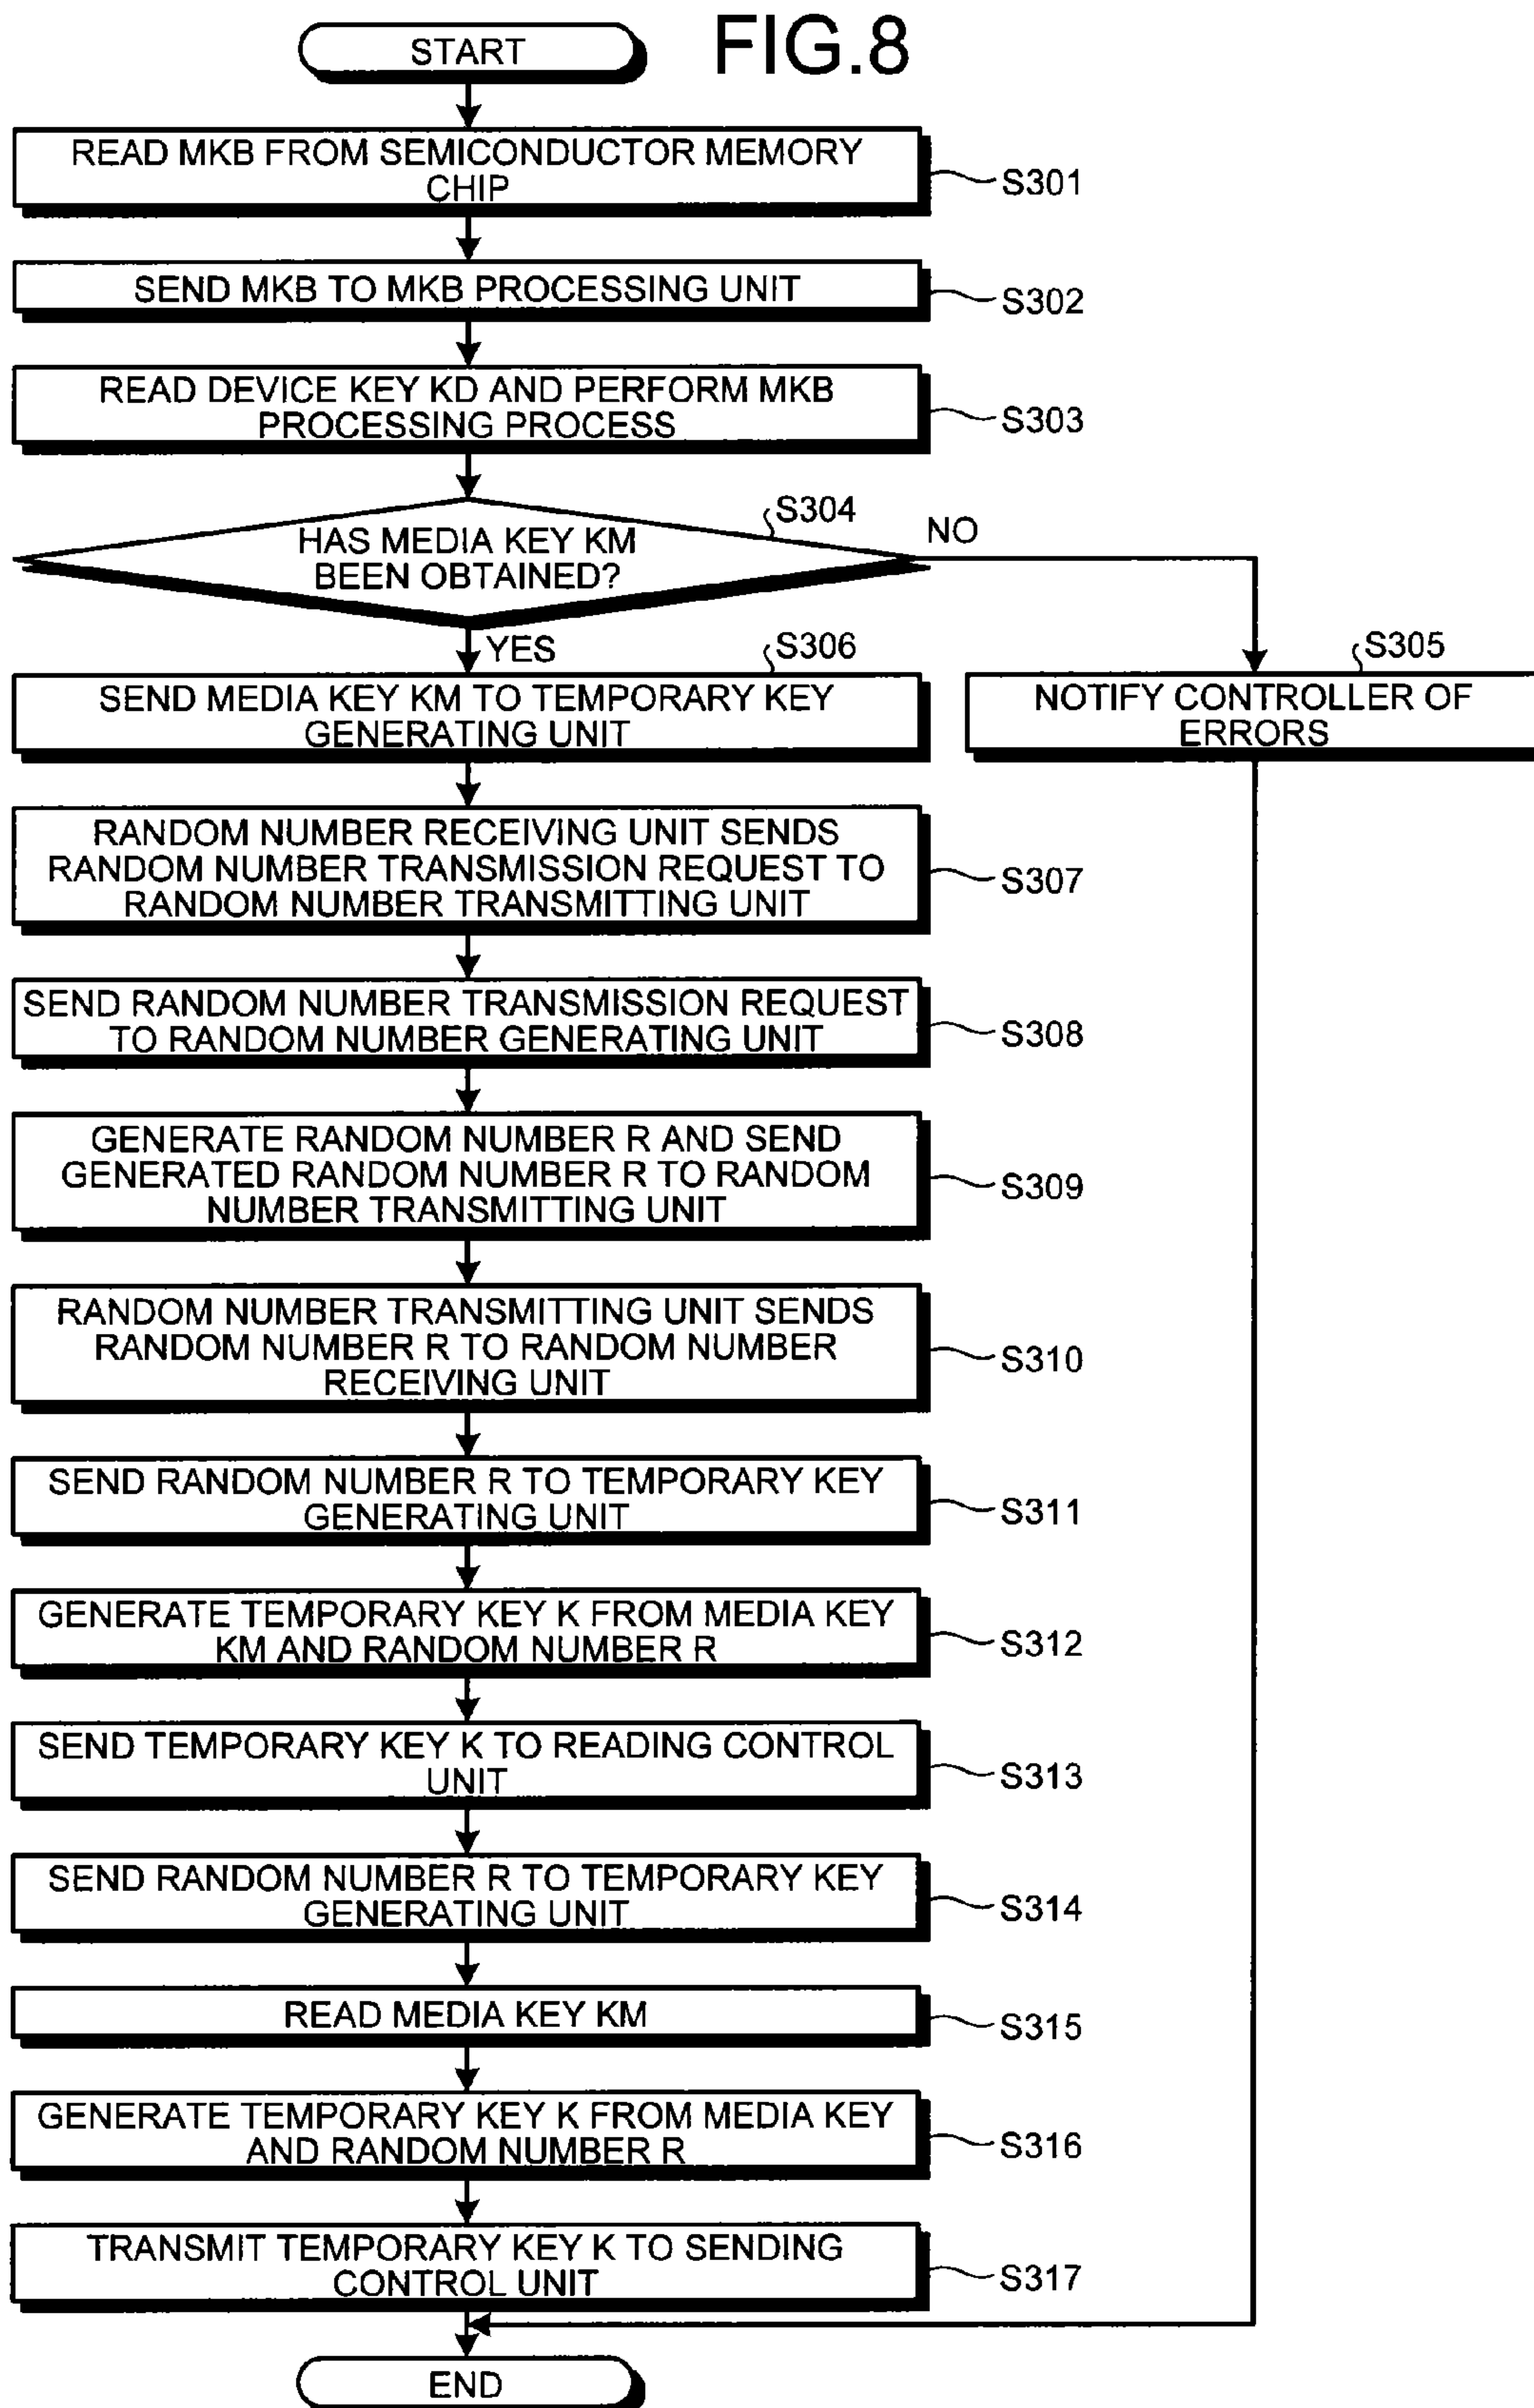 FIG.8
START
READ MKB FROM SEMICONDUCTOR MEMORY
CHIP
S301
SEND MKB TO MKB PROCESSING UNIT
S302
READ DEVICE KEY KD AND PERFORM MKB
PROCESSING PROCESS
S303
S304
HAS MEDIA KEY KM
BEEN OBTAINED?
NO
YES
S306
SEND MEDIA KEY KM TO TEMPORARY KEY
GENERATING UNIT
S305
NOTIFY CONTROLLER OF
ERRORS
RANDOM NUMBER RECEIVING UNIT SENDS
RANDOM NUMBER TRANSMISSION REQUEST TO
RANDOM NUMBER TRANSMITTING UNIT
S307
SEND RANDOM NUMBER TRANSMISSION REQUEST
TO RANDOM NUMBER GENERATING UNIT
S308
GENERATE RANDOM NUMBER R AND SEND
GENERATED RANDOM NUMBER R TO RANDOM
NUMBER TRANSMITTING UNIT
S309
RANDOM NUMBER TRANSMITTING UNIT SENDS
RANDOM NUMBER R TO RANDOM NUMBER
RECEIVING UNIT
S310
SEND RANDOM NUMBER R TO TEMPORARY KEY
GENERATING UNIT
S311
GENERATE TEMPORARY KEY K FROM MEDIA KEY
KM AND RANDOM NUMBER R
S312
SEND TEMPORARY KEY K TO READING CONTROL
UNIT
S313
SEND RANDOM NUMBER R TO TEMPORARY KEY
GENERATING UNIT
S314
READ MEDIA KEY KM
S315
GENERATE TEMPORARY KEY K FROM MEDIA KEY
AND RANDOM NUMBER R
S316
TRANSMIT TEMPORARY KEY K TO SENDING
CONTROL UNIT
S317
END